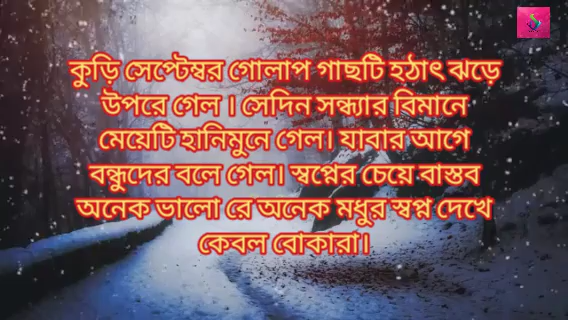 কুড়ি সেপ্টেম্বর গোলাপ গাছটি হঠাৎ ঝড়ে
উপরে গেল । সেদিন সন্ধ্যার বিমানে
মেয়েটি হানিমুনে গেল। যাবার আগে
বন্ধুদের বলে গেল। স্বপ্নের চেয়ে বাস্তব
অনেক ভালো রে অনেক মধুর স্বপ্ন দেখে
কেবল বোকারা।